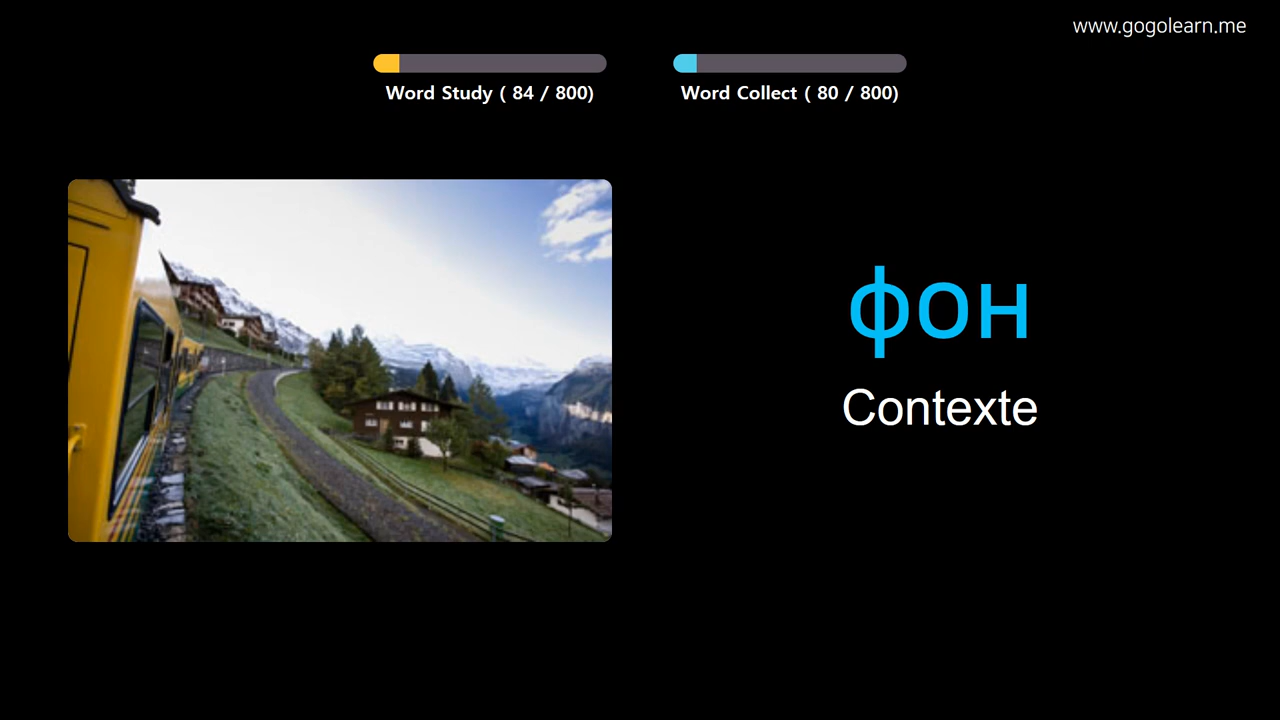 www.gogolearn.me
Word Study ( 84 / 800)
Word Collect ( 80 / 800)
фон
Contexte